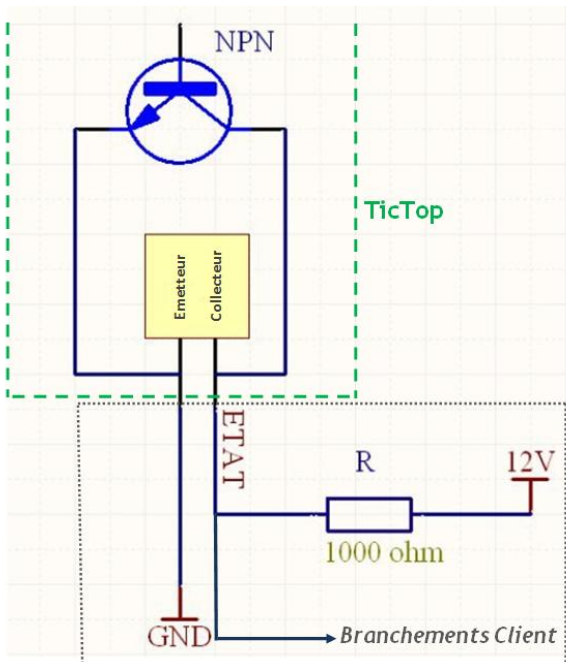 NPN
TicTop
Emetteur
Collecteur
ETAT
R
12V
1000 ohm
GND
Branchements Client